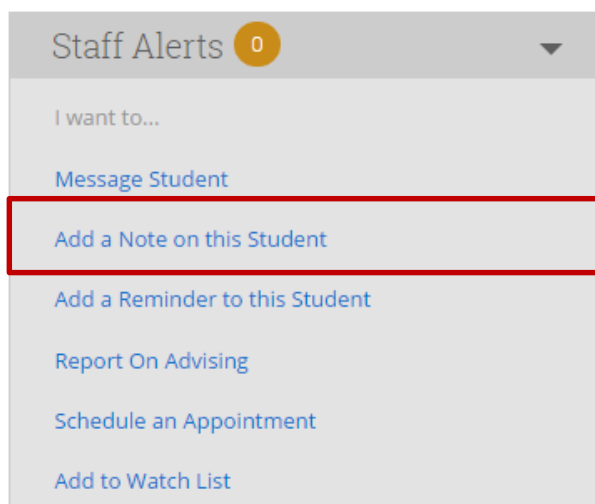 Staff Alerts 0
I want to...
Message Student
Add a Note on this Student
Add a Reminder to this Student
Report On Advising
Schedule an Appointment
Add to Watch List